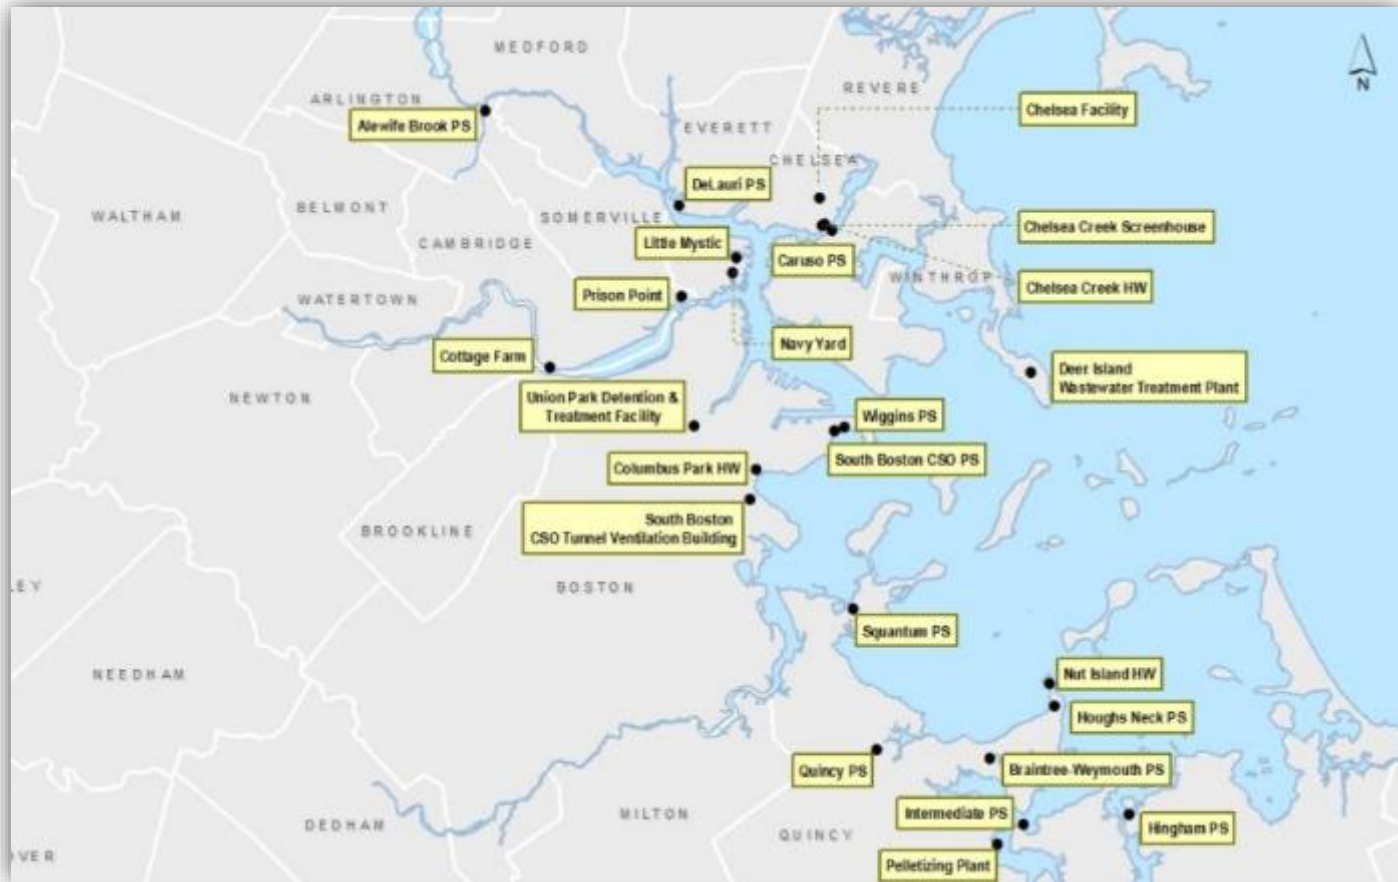 MEDFORD
REVERE
ARLINGTON
Chelsea Facility
Alewife Brook PS
EVERETT
CHELSEA
DeLauri PS
WALTHAM
BELMONT
SOMERVILLE
Chelsea Creek Screenhouse
CAMBRIDGE
Little Mystic
Caruso PS
WINTHROP
Chelsea Creek HW
WATERTOWN
Prison Point
Navy Yard
Cottage Farm
Deer Island
Wastewater Treatment Plant
NEWTON
Union Park Detention &
Treatment Facility
Wiggins PS
South Boston CSO PS
Columbus Park HW
South Boston
CSO Tunnel Ventilation Building
BROOKLINE
LEY
BOSTON
Squantum PS
NEEDHAM
Nut Island HW
Houghs Neck PS
Quincy PS
Braintree-Weymouth PS
Intermediate PS
MILTON
DEDHAM
QUINCY
Hingham PS
OVER
Pelletizing Plant
N